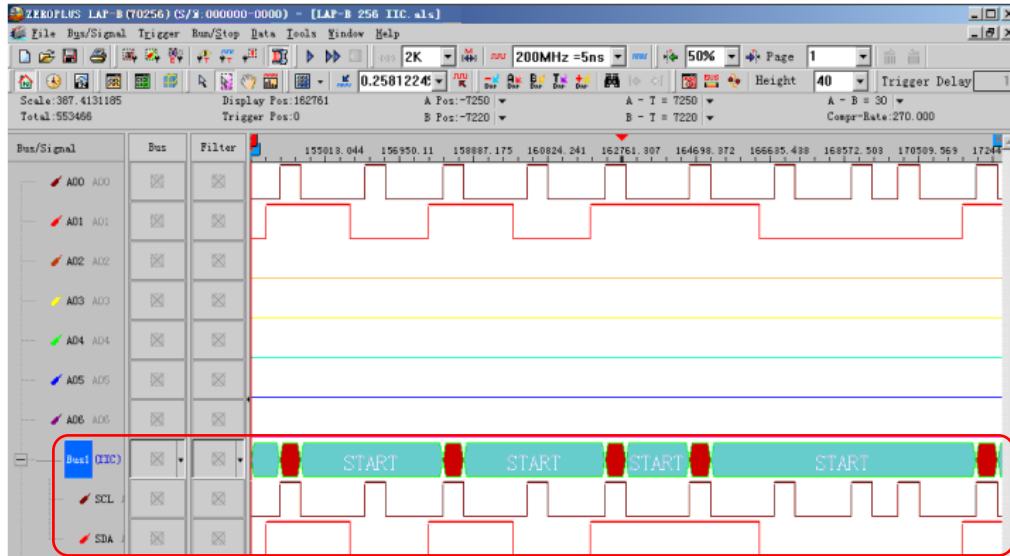 ZEROPLUS LAP-B(70256)(S/N:000000-0000) - [LAP-B 256 IIC.als]
File Bus/Signal Trigger Run/Stop Data Tools Window Help
2K 200MHz =5ns 50% Page 1
0.2581224 Height 40 Trigger Delay
Scale:387.4131185 Display Pos:162761 A Pos:-7250 A - T = 7250 A - B = 30
Total:553466 Trigger Pos:0 B Pos:-7220 B - T = 7220 Compr-Rate:270.000
Bus/Signal Bus Filter 155013.044 156950.11 158887.175 160824.241 162761.307 164698.372 166635.438 168572.503 170509.569 1724
A00 A00
A01 A01
A02 A02
A03 A03
A04 A04
A05 A05
A06 A06
Bus1 (IIC) START START START START
SCL
SDA